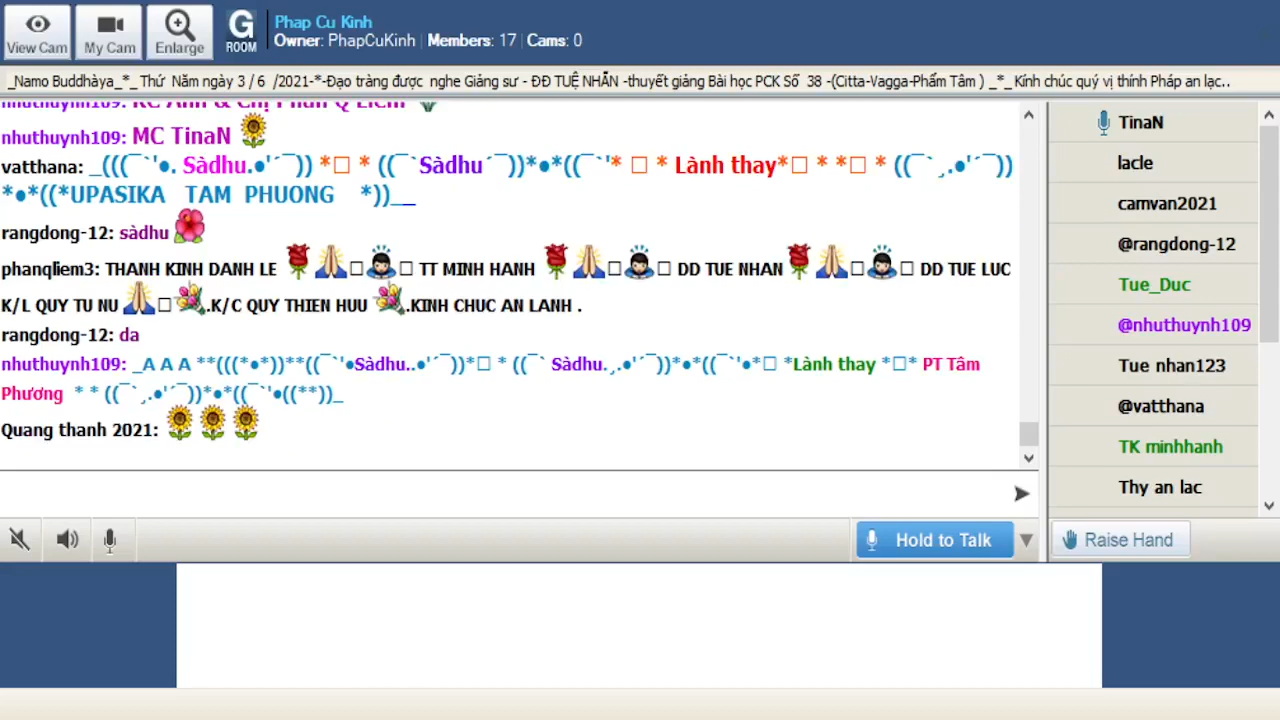 View Cam
My Cam
Enlarge
G
ROOM
Phap Cu Kinh
Owner: PhapCuKinh | Members: 17 | Cams: 0
_Namo Buddhàya_*_Thứ Năm ngày 3 / 6 /2021-*-Đạo tràng được nghe Giảng sư - ĐĐ TUỆ NHẪN -thuyết giảng Bài học PCK Số 38 -(Citta-Vagga-Phẩm Tâm ) _*_Kính chúc quý vị thính Pháp an lạc..
nhuthuynh109:
nhuthuynh109: MC TinaN
vatthana: _(((¯`'•. Sàdhu.•'´¯)) *□ * ((¯`Sàdhu´¯))*•*((¯`'* □ * Lành thay*□ * *□ * ((¯`¸.•'´¯))
*•*((*UPASIKA TAM PHUONG *))__
rangdong-12: sàdhu
phanqliem3: THANH KINH DANH LE □ □ TT MINH HANH □ □ DD TUE NHAN □ □ DD TUE LUC
K/L QUY TU NU □ .K/C QUY THIEN HUU .KINH CHUC AN LANH .
rangdong-12: da
nhuthuynh109: _A A A **(((*•*))**((¯`'•Sàdhu..•'´¯))*□ * ((¯` Sàdhu.¸.•'´¯))*•*((¯`'•*□ *Lành thay *□* PT Tâm
Phương * * ((¯`¸.•'´¯))*•*((¯`'•((**))_
Quang thanh 2021:
Hold to Talk
TinaN
lacle
camvan2021
@rangdong-12
Tue_Duc
@nhuthuynh109
Tue nhan123
@vatthana
TK minhhanh
Thy an lac
Raise Hand